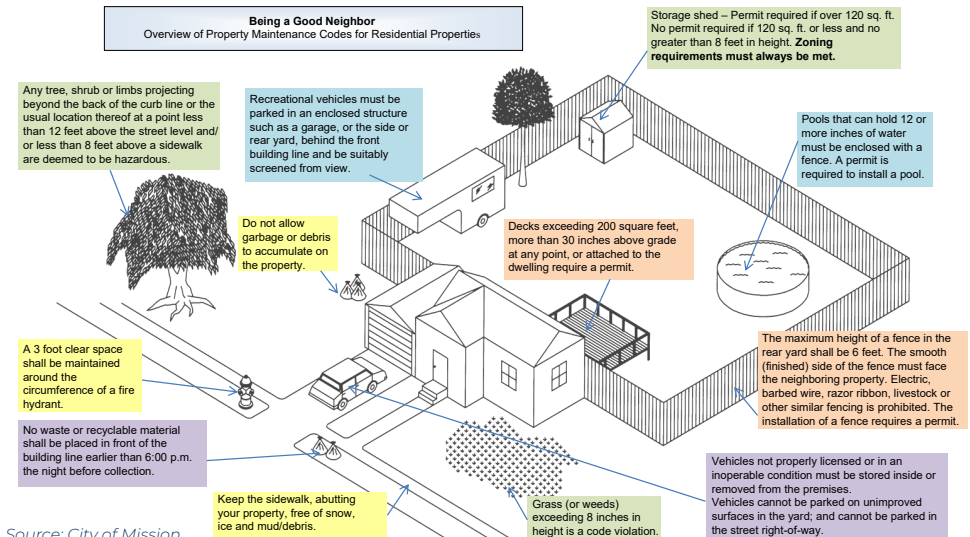 Being a Good Neighbor
Overview of Property Maintenance Codes for Residential Properties
Storage shed – Permit required if over 120 sq. ft.
No permit required if 120 sq. ft. or less and no
greater than 8 feet in height. Zoning
requirements must always be met.
Any tree, shrub or limbs projecting
beyond the back of the curb line or the
usual location thereof at a point less
than 12 feet above the street level and/
or less than 8 feet above a sidewalk
are deemed to be hazardous.
Recreational vehicles must be
parked in an enclosed structure
such as a garage, or the side or
rear yard, behind the front
building line and be suitably
screened from view.
Pools that can hold 12 or
more inches of water
must be enclosed with a
fence. A permit is
required to install a pool.
Do not allow
garbage or debris
to accumulate on
the property.
Decks exceeding 200 square feet,
more than 30 inches above grade
at any point, or attached to the
dwelling require a permit.
A 3 foot clear space
shall be maintained
around the
circumference of a fire
hydrant.
The maximum height of a fence in the
rear yard shall be 6 feet. The smooth
(finished) side of the fence must face
the neighboring property. Electric,
barbed wire, razor ribbon, livestock or
other similar fencing is prohibited. The
installation of a fence requires a permit.
No waste or recyclable material
shall be placed in front of the
building line earlier than 6:00 p.m.
the night before collection.
Vehicles not properly licensed or in an
inoperable condition must be stored inside or
removed from the premises.
Vehicles cannot be parked on unimproved
surfaces in the yard; and cannot be parked in
the street right-of-way.
Keep the sidewalk, abutting
your property, free of snow,
ice and mud/debris.
Grass (or weeds)
exceeding 8 inches in
height is a code violation.
Source: City of Mission